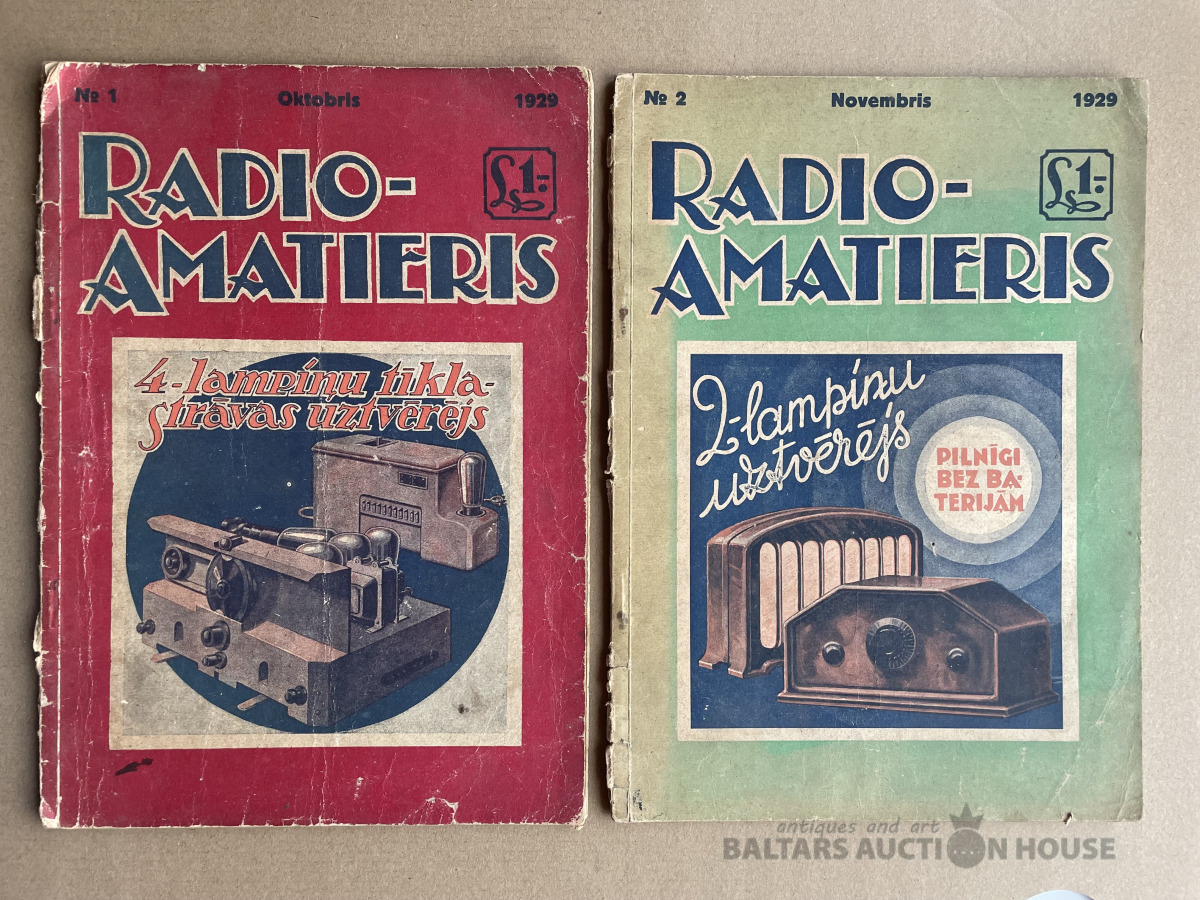 № 1 Oktobris 1929
RADIO-
AMATIERIS
Ls 1.-
4-lampiņu tīkla-
strāvas uztvērējs
№ 2 Novembris 1929
RADIO-
AMATIERIS
Ls 1.-
2-lampiņu
uztvērējs
PILNĪGI
BEZ BA-
TERIJĀM
antiques and art
BALTARS AUCTION HOUSE